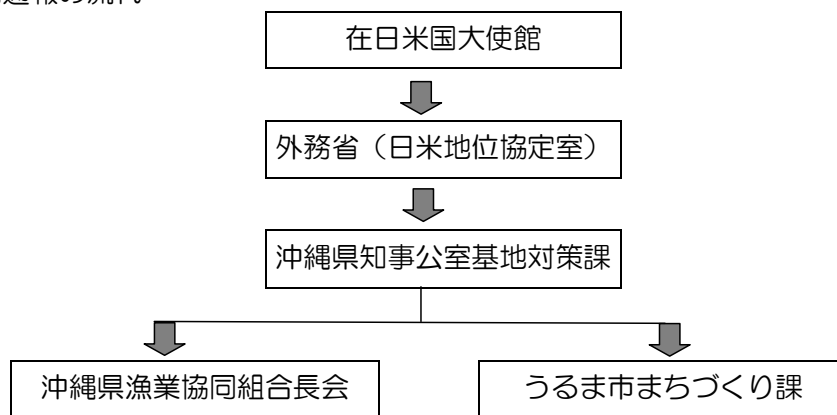 在日米国大使館
外務省（日米地位協定室）
沖縄県知事公室基地対策課
沖縄県漁業協同組合長会
うるま市まちづくり課